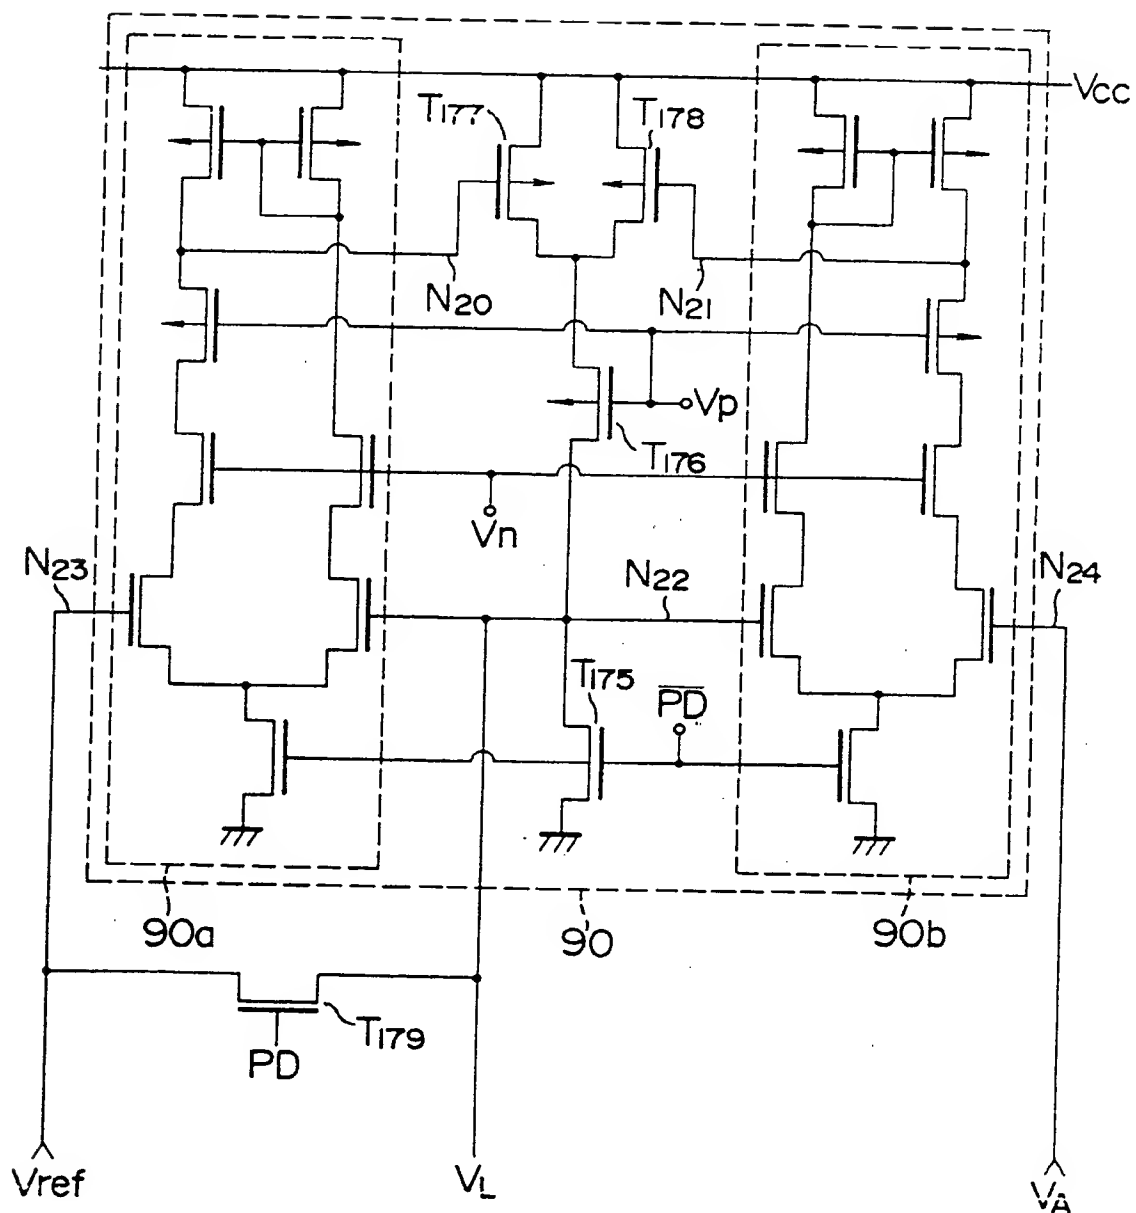 Vcc
T177
T178
N20
N21
Vp
T176
Vn
N23
N22
N24
T175
P̅D̅
90a
90
90b
T179
PD
Vref
VL
VA